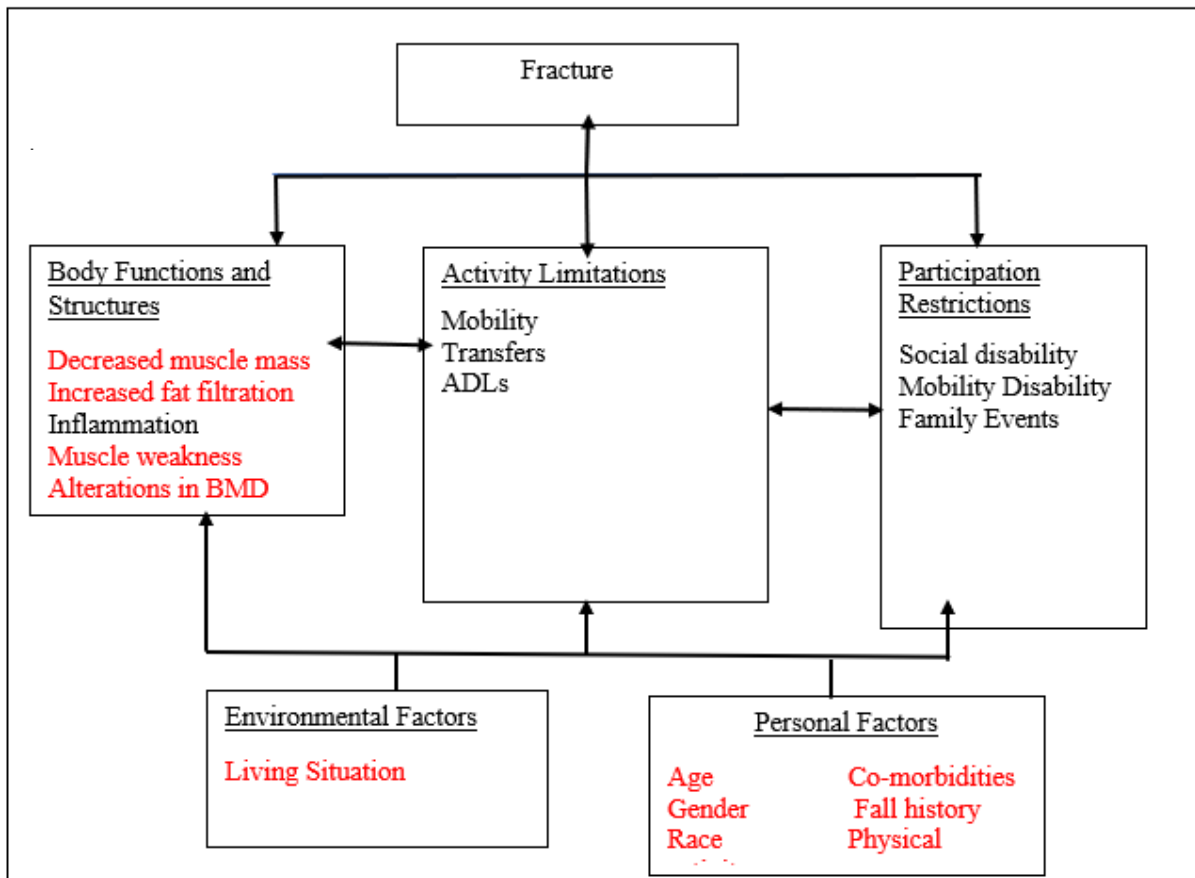 Fracture
Body Functions and
Structures
Decreased muscle mass
Increased fat filtration
Inflammation
Muscle weakness
Alterations in BMD
Activity Limitations
Mobility
Transfers
ADLs
Participation
Restrictions
Social disability
Mobility Disability
Family Events
Environmental Factors
Living Situation
Personal Factors
Age Co-morbidities
Gender Fall history
Race Physical